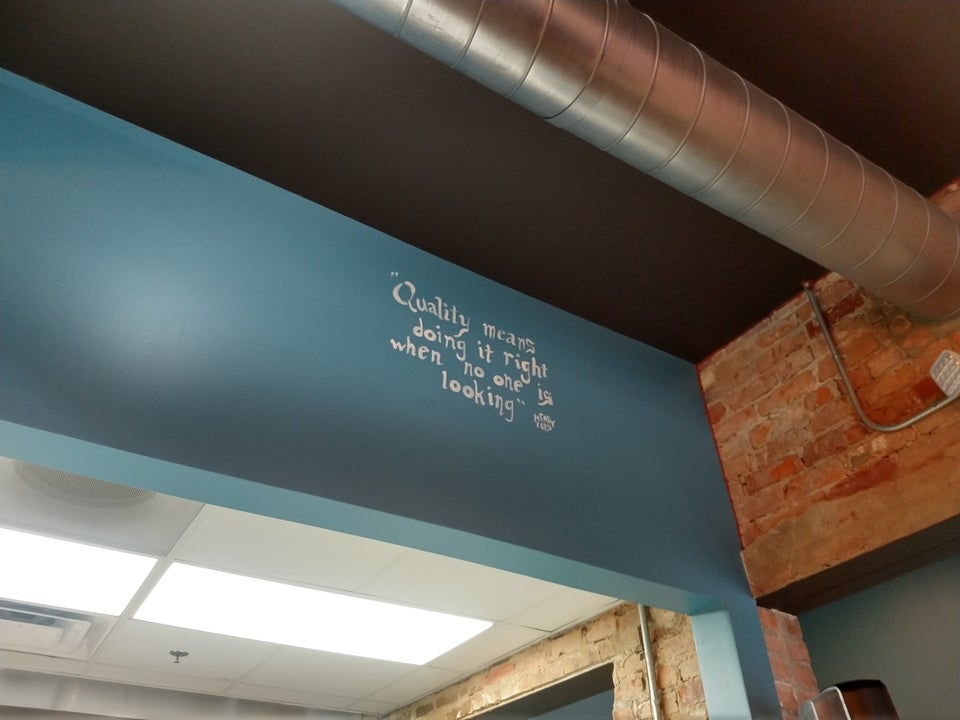 "Quality means
doing it right
when no one is
looking"
HENRY
FORD